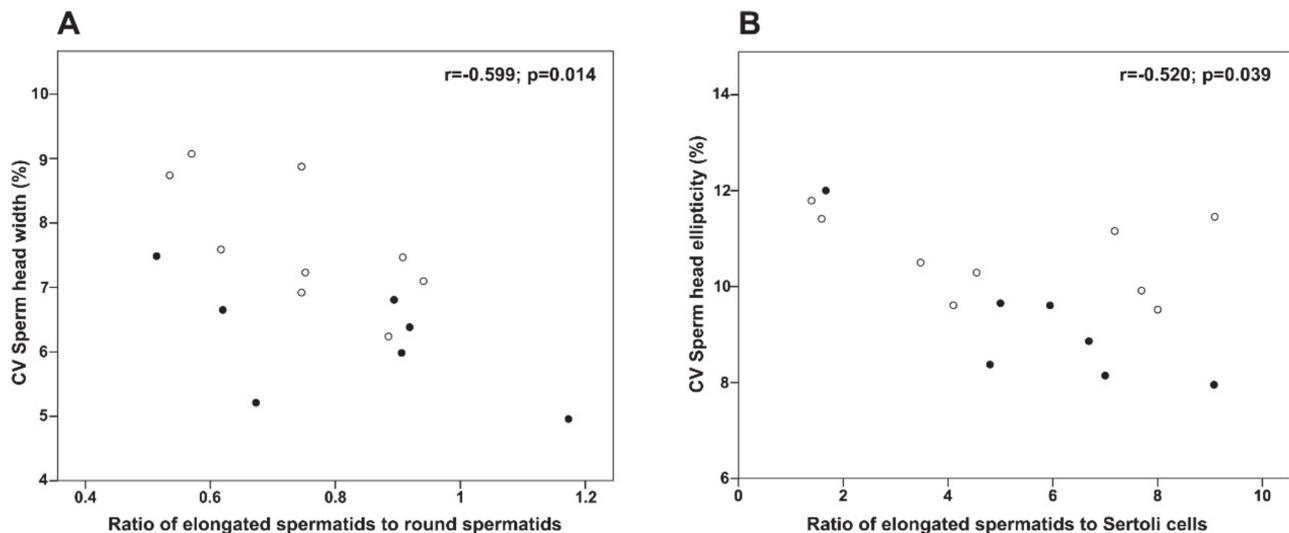 A
r=-0.599; p=0.014
CV Sperm head width (%)
10
9
8
7
6
5
4
0.4 0.6 0.8 1 1.2
Ratio of elongated spermatids to round spermatids
B
r=-0.520; p=0.039
CV Sperm head ellipticity (%)
14
12
10
8
6
0 2 4 6 8 10
Ratio of elongated spermatids to Sertoli cells